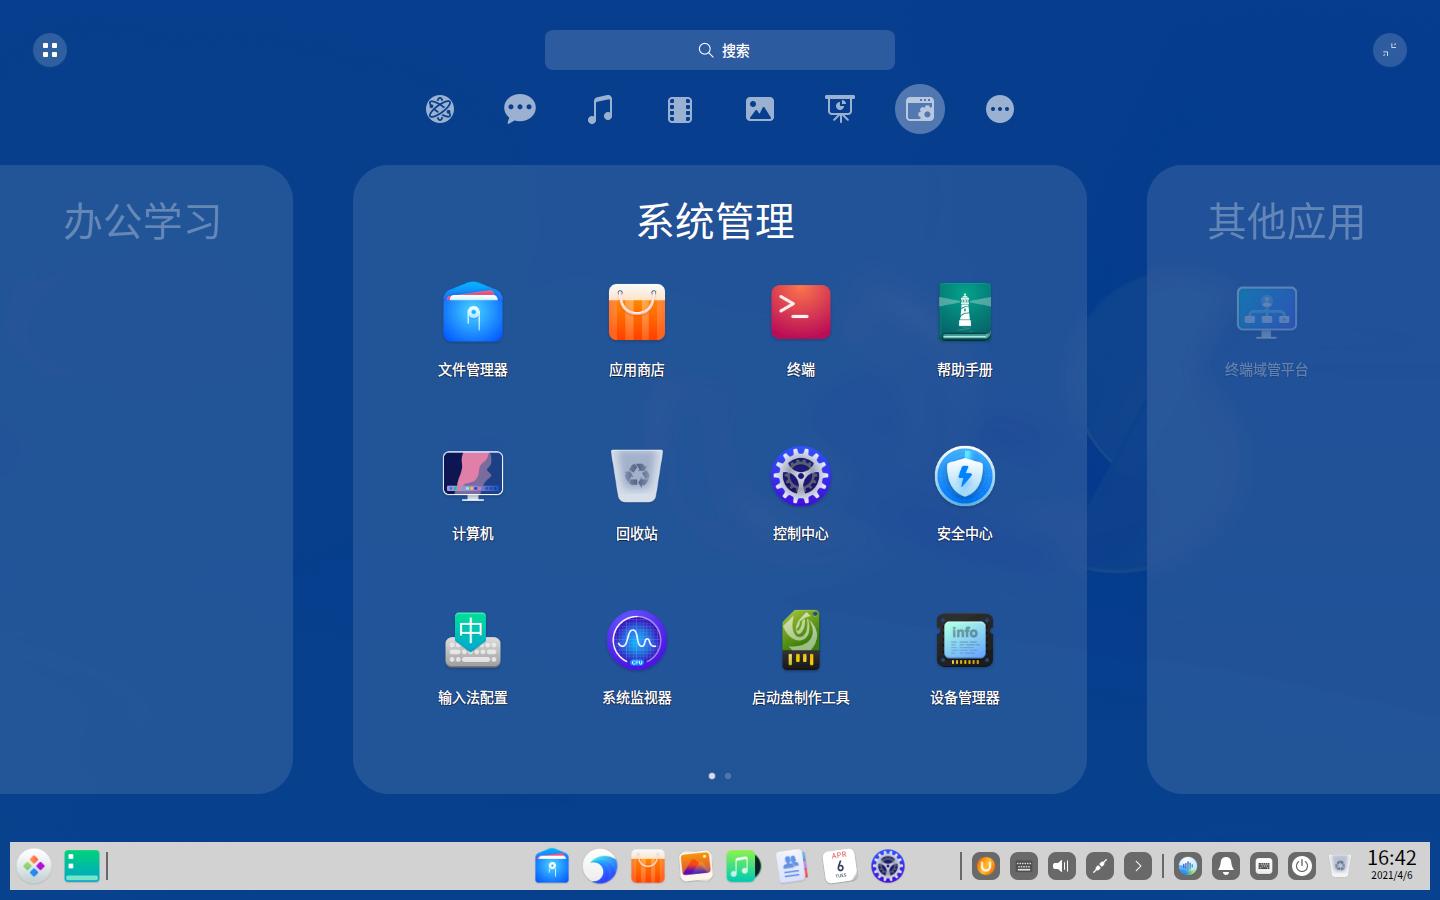 搜索
办公学习
系统管理
其他应用
文件管理器
应用商店
终端
帮助手册
终端域管平台
计算机
回收站
控制中心
安全中心
中
CPU
info
输入法配置
系统监视器
启动盘制作工具
设备管理器
APR
6
TUES
16:42
2021/4/6